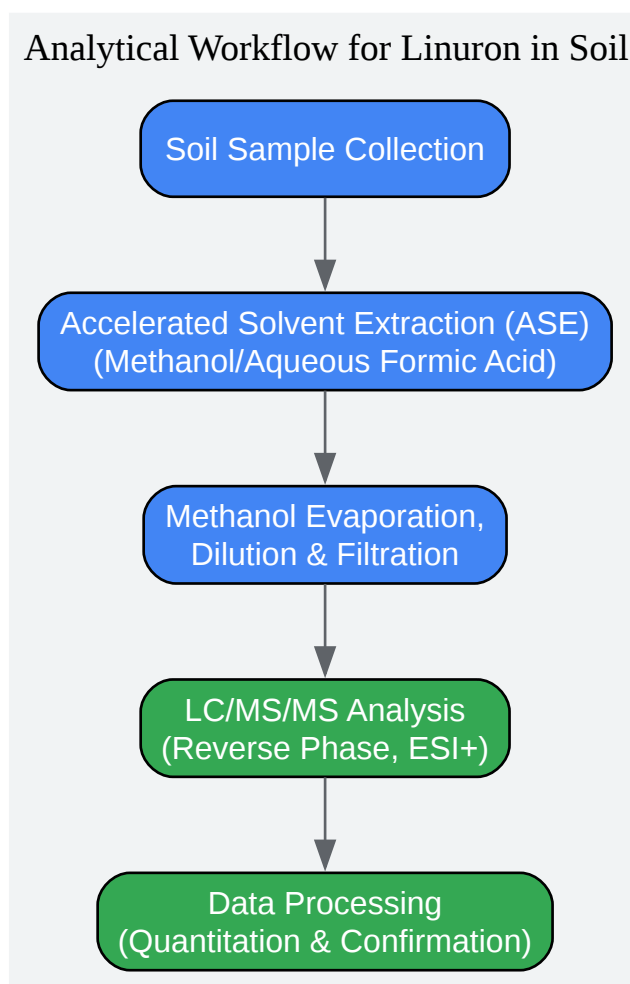 Analytical Workflow for Linuron in Soil
Soil Sample Collection
Accelerated Solvent Extraction (ASE)
(Methanol/Aqueous Formic Acid)
Methanol Evaporation,
Dilution & Filtration
LC/MS/MS Analysis
(Reverse Phase, ESI+)
Data Processing
(Quantitation & Confirmation)